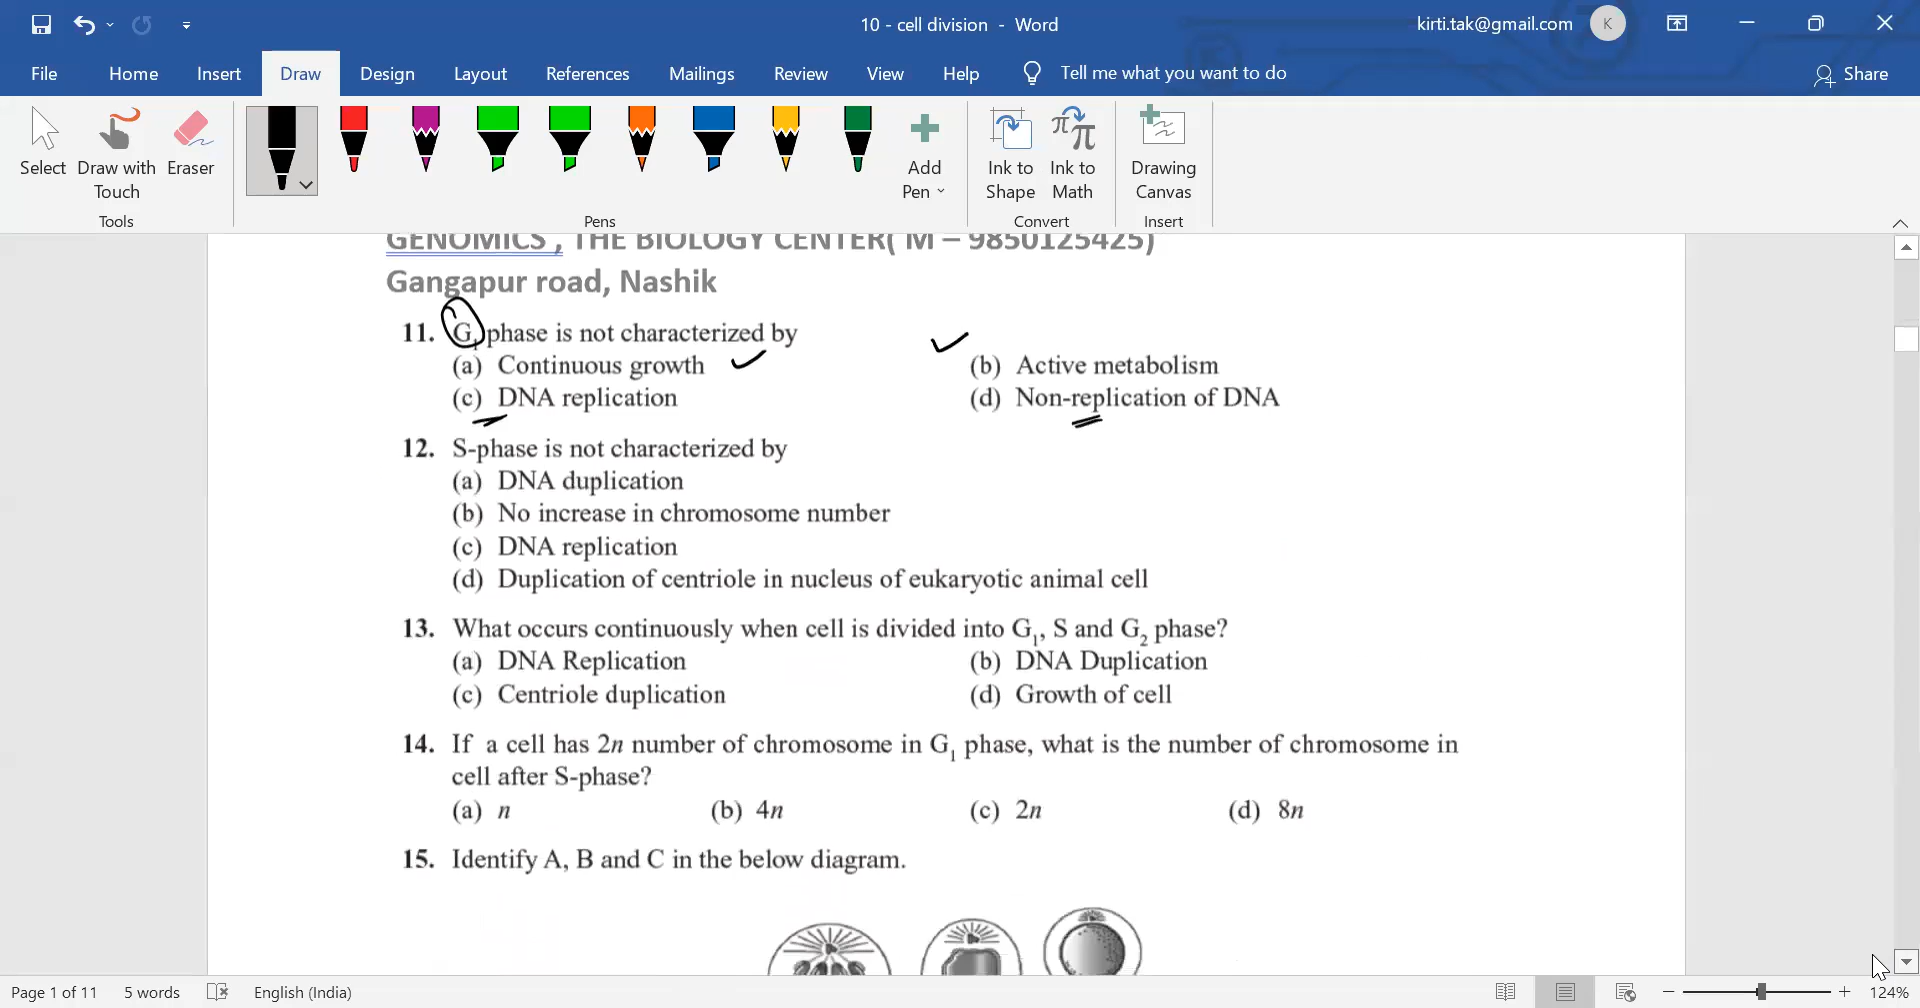 10 - cell division - Word
kirti.tak@gmail.com
K
File Home Insert Draw Design Layout References Mailings Review View Help Tell me what you want to do Share
Select Draw with Touch Eraser
Add Pen
Ink to Shape Ink to Math
Drawing Canvas
Tools Pens Convert Insert
GENOMICS , THE BIOLOGY CENTER( M – 9850125425)
Gangapur road, Nashik
11. G₁ phase is not characterized by
(a) Continuous growth (b) Active metabolism
(c) DNA replication (d) Non-replication of DNA
12. S-phase is not characterized by
(a) DNA duplication
(b) No increase in chromosome number
(c) DNA replication
(d) Duplication of centriole in nucleus of eukaryotic animal cell
13. What occurs continuously when cell is divided into G₁, S and G₂ phase?
(a) DNA Replication (b) DNA Duplication
(c) Centriole duplication (d) Growth of cell
14. If a cell has 2n number of chromosome in G₁ phase, what is the number of chromosome in
cell after S-phase?
(a) n (b) 4n (c) 2n (d) 8n
15. Identify A, B and C in the below diagram.
Page 1 of 11 5 words English (India) 124%